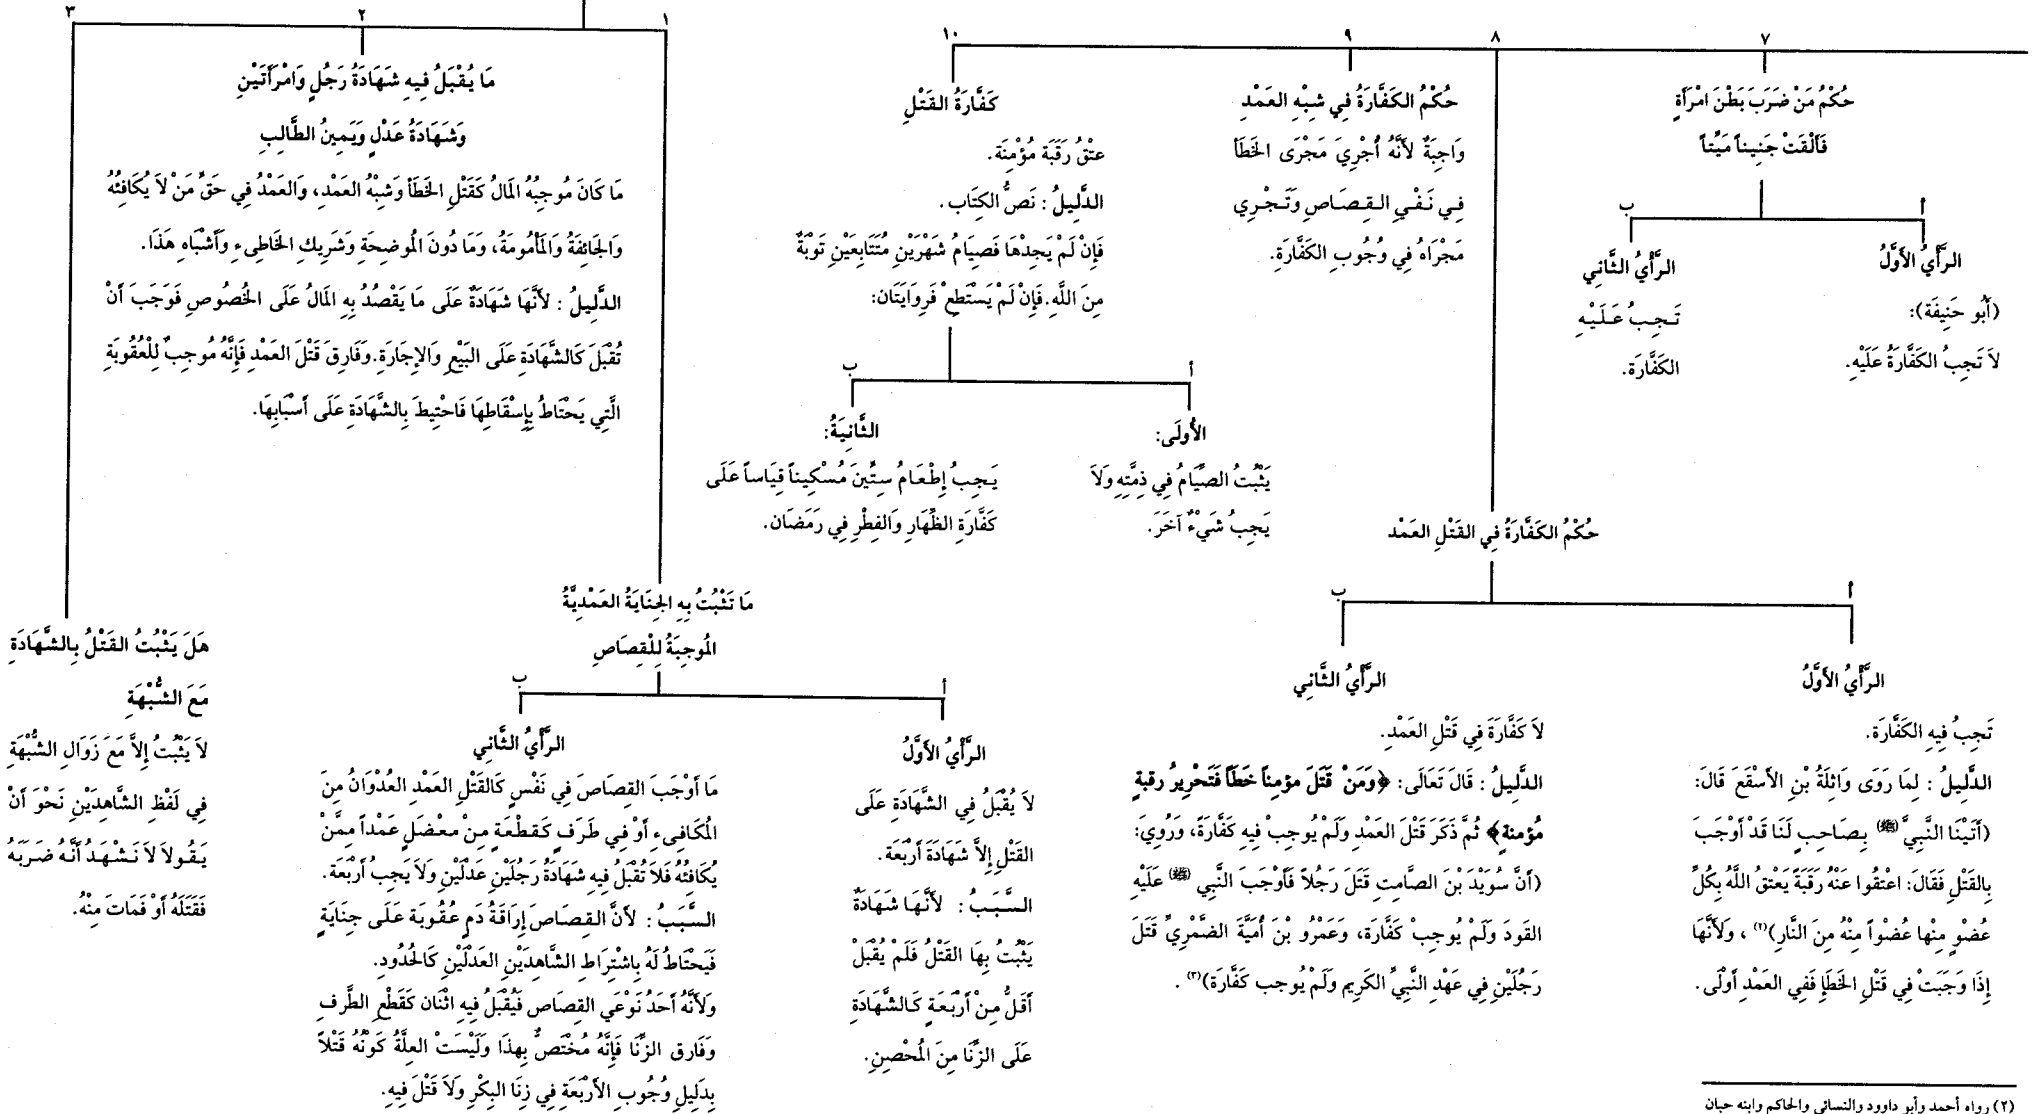 ٧
حُكْمُ مَنْ ضَرَبَ بَطْنَ امْرَأَةٍ
فَأَلْقَتْ جَنِيناً مَيِّتاً
أ
الرَّأْيُ الأَوَّلُ
(أَبُو حَنِيفَة):
لاَ تَجِبُ الكَفَّارَةُ عَلَيْهِ.
ب
الرَّأْيُ الثَّانِي
تَجِبُ عَلَيْهِ
الكَفَّارَة.
٨
حُكْمُ الكَفَّارَةُ فِي القَتْلِ العَمْد
أ
الرَّأْيُ الأَوَّلُ
تَجِبُ فِيهِ الكَفَّارَة.
الدَّلِيلُ : لِمَا رَوَى وَاثِلَةُ بْنِ الأَسْقَعَ قَالَ:
(أَتَيْنَا النَّبِيَّ ﷺ بِصَاحِبٍ لَنَا قَدْ أَوْجَبَ
بِالقَتْلِ فَقَالَ: اعْتِقُوا عَنْهُ رَقَبَةً يَعْتِقُ اللَّهُ بِكُلِّ
عُضْوٍ مِنْها عُضْواً مِنْهُ مِنَ النَّارِ)(٢) ، وَلأَنَّهَا
إِذَا وَجَبَتْ فِي قَتْلِ الخَطَإِ فَفِي العَمْدِ أَوْلَى.
ب
الرَّأْيُ الثَّانِي
لاَ كَفَّارَةَ فِي قَتْلِ العَمْدِ.
الدَّلِيلُ : قَالَ تَعَالَى: ﴿وَمَنْ قَتَلَ مؤمِناً خَطَأً فَتَحْرِيرُ رقبةٍ
مُؤمنةٍ﴾ ثُمَّ ذَكَرَ قَتْلَ العَمْدِ وَلَمْ يُوجِبْ فِيهِ كَفَّارَةً، وَرُوِيَ:
(أَنَّ سُوَيْدَ بْنَ الصَّامِتِ قَتَلَ رَجُلاً فَأَوْجَبَ النَّبِي ﷺ عَلَيْهِ
القَودَ وَلَمْ يُوجِبْ كَفَّارَة، وَعَمْرُو بْنَ أُمَيَّةَ الضَّمْرِيِّ قَتَلَ
رَجُلَيْنِ فِي عَهْدِ النَّبِيِّ الكَرِيمِ وَلَمْ يُوجب كَفَّارَة)(٣) .
٩
حُكْمُ الكَفَّارَةُ فِي شِبْهِ العَمْدِ
وَاجِبَةٌ لأَنَّهُ أُجْرِيَ مَجْرَى الخَطَأ
فِي نَفْيِ القِصَاصِ وَتَجْرِي
مَجْرَاهُ فِي وُجُوبِ الكَفَّارَةِ.
١٠
كَفَّارَةُ القَتْلِ
عتْقُ رَقَبَة مُؤْمِنَة.
الدَّلِيلُ : نَصُّ الكِتَاب.
فَإِنْ لَمْ يَجِدْهَا فَصِيَامُ شَهْرَيْنِ مُتَتَابِعَيْنِ تَوْبَةً
مِنَ اللَّهِ. فَإِنْ لَمْ يَسْتَطِعْ فَرِوَايَتَان:
أ
الأُولَى:
يَثْبُتُ الصِّيَامُ فِي ذِمَّتِهِ وَلاَ
يَجِبُ شَيْءٌ آخَرَ.
ب
الثَّانِيَةُ:
يَجِبُ إِطْعَامُ سِتِّينَ مُسْكِيناً قِيَاساً عَلَى
كَفَّارَةِ الظِّهَارِ وَالفِطْرِ فِي رَمَضَان.
١
مَا تَثْبُتُ بِهِ الجِنَايَةُ العَمْدِيَّةُ
المُوجِبَةُ لِلْقِصَاصِ
أ
الرَّأْيُ الأَوَّلُ
لاَ يُقْبَلُ فِي الشَّهَادَةِ عَلَى
القَتْلِ إِلاَّ شَهَادَةَ أَرْبَعَة.
السَّبَبُ : لأَنَّهَا شَهَادَةٌ
يَثْبُتُ بِهَا القَتْلُ فَلَمْ يُقْبَلْ
أَقَلُّ مِنْ أَرْبَعَةٍ كَالشَّهَادَةِ
عَلَى الزِّنَا مِنَ المُحْصِنِ.
ب
الرَّأْيُ الثَّانِي
مَا أَوْجَبَ القِصَاصَ فِي نَفْسٍ كَالقَتْلِ العَمْدِ العُدْوَانُ مِنَ
المُكَافِىءِ أَوْ فِي طَرَفٍ كَقِطْعَةٍ مِنْ مِعْضَلٍ عَمْداً مِمَّنْ
يُكَافِئُهُ فَلاَ تُقْبَلُ فِيهِ شَهَادَةُ رَجُلَيْنِ عَدْلَيْنِ وَلاَ يَجِبُ أَرْبَعَة.
السَّبَبُ : لأَنَّ القِصَاصَ إِرَاقَةُ دَمٍ عُقُوبَةً عَلَى جِنَايَةٍ
فَيَحْتَاطُ لَهُ بِاشْتِرَاطِ الشَّاهِدَيْنِ العَدْلَيْنِ كَالحُدُودِ.
وَلأَنَّهُ أَحَدُ نَوْعَي القِصَاص فَيُقْبَلُ فِيهِ اثْنَان كَقَطْعِ الطَّرَفِ
وَفَارِق الزِّنَا فَإِنَّهُ مُخْتَصٌّ بِهذَا وَلَيْسَتْ العِلَّةُ كَوْنُهُ قَتْلاً
بِدَلِيلِ وُجُوبِ الأَرْبَعَةِ فِي زِنَا البِكْرِ وَلاَ قَتْلَ فِيهِ.
٢
مَا يُقْبَلُ فِيهِ شَهَادَةُ رَجُلٍ وَامْرَأَتَيْنِ
وَشَهَادَةُ عَدْلٍ وَيَمِينُ الطَّالِبِ
مَا كَانَ مُوجِبُهُ المَالُ كَقَتْلِ الخَطَأْ وَشِبْهُ العَمْدِ، وَالعَمْدُ فِي حَقِّ مَنْ لاَ يُكَافِئُهُ
وَالجَائِفَةُ وَالمَأْمُومَةُ، وَمَا دُونَ المُوضِحَةِ وَشَرِيكِ الخَاطِىءِ وَأَشْبَاهِ هَذَا.
الدَّلِيلُ : لأَنَّهَا شَهَادَةٌ عَلَى مَا يَقْصُدُ بِهِ المَالُ عَلَى الخُصُوصِ فَوَجَبَ أَنْ
تُقْبَلَ كَالشَّهَادَةِ عَلَى البَيْعِ وَالإِجَارَةِ. وَفَارِقَ قَتْلَ العَمْدِ فَإِنَّهُ مُوجِبٌ لِلْعُقُوبَةِ
الَّتِي يَحْتَاطُ بِإِسْقَاطِهَا فَاحْتِيطَ بِالشَّهَادَةِ عَلَى أَسْبَابِهَا.
٣
هَلَ يَثْبُتُ القَتْلُ بِالشَّهَادَةِ
مَعَ الشُّبْهَةِ
لاَ يَثْبُتُ إِلاَّ مَعَ زَوَالِ الشُّبْهَةِ
فِي لَفْظِ الشَّاهِدَيْنِ نَحْوَ أَنْ
يَقُولاَ لاَ نَشْهَدُ أَنَّهُ ضَرَبَهُ
فَقَتَلَهُ أَوْ فَمَاتَ مِنْهُ.
(٢) رواه أحمد وأبو داوود والنسائي والحاكم وابنه حبان